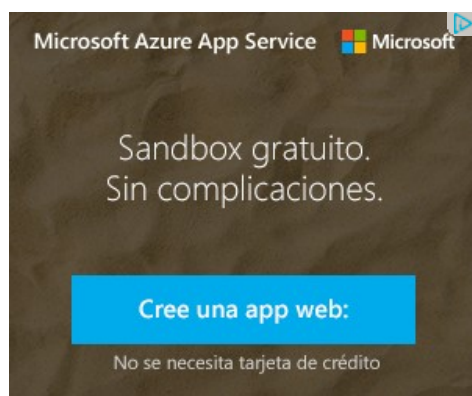 Microsoft Azure App Service Microsoft
Sandbox gratuito.
Sin complicaciones.
Cree una app web:
No se necesita tarjeta de crédito